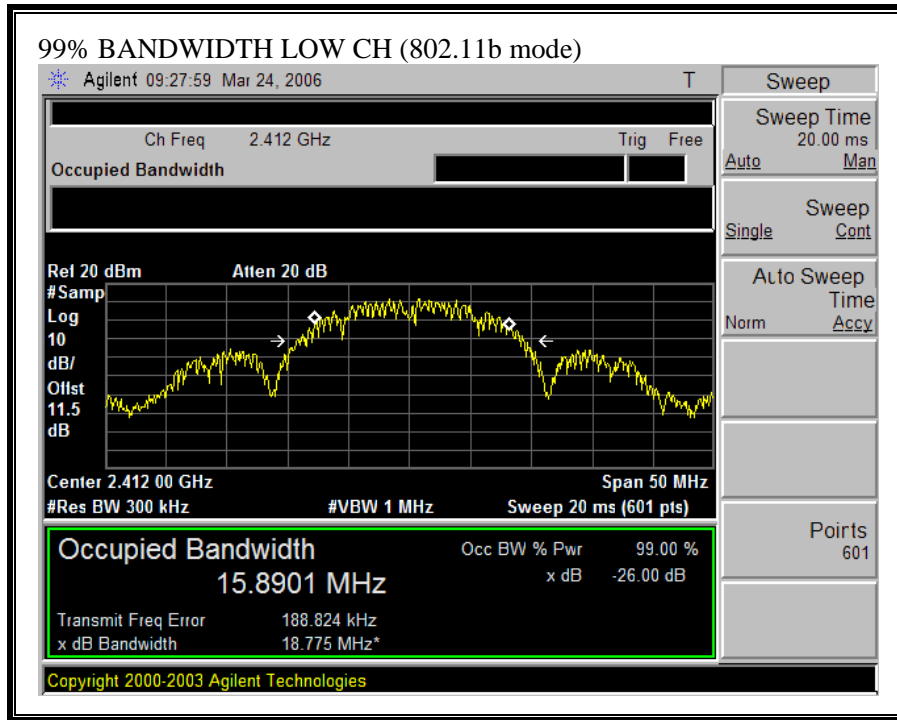 99% BANDWIDTH LOW CH (802.11b mode)
Agilent 09:27:59 Mar 24, 2006 T
Sweep
Ch Freq 2.412 GHz Trig Free
Occupied Bandwidth
Sweep Time
20.00 ms
Auto Man
Sweep
Single Cont
Auto Sweep
Time
Norm Accy
Points
601
Ref 20 dBm Atten 20 dB
#Samp
Log
10
dB/
Offst
11.5
dB
Center 2.412 00 GHz Span 50 MHz
#Res BW 300 kHz #VBW 1 MHz Sweep 20 ms (601 pts)
Occupied Bandwidth Occ BW % Pwr 99.00 %
15.8901 MHz x dB -26.00 dB
Transmit Freq Error 188.824 kHz
x dB Bandwidth 18.775 MHz*
Copyright 2000-2003 Agilent Technologies